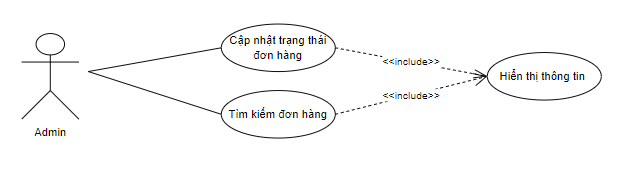 Cập nhật trạng thái
đơn hàng
<<include>>
Hiển thị thông tin
<<include>>
Tìm kiếm đơn hàng
Admin